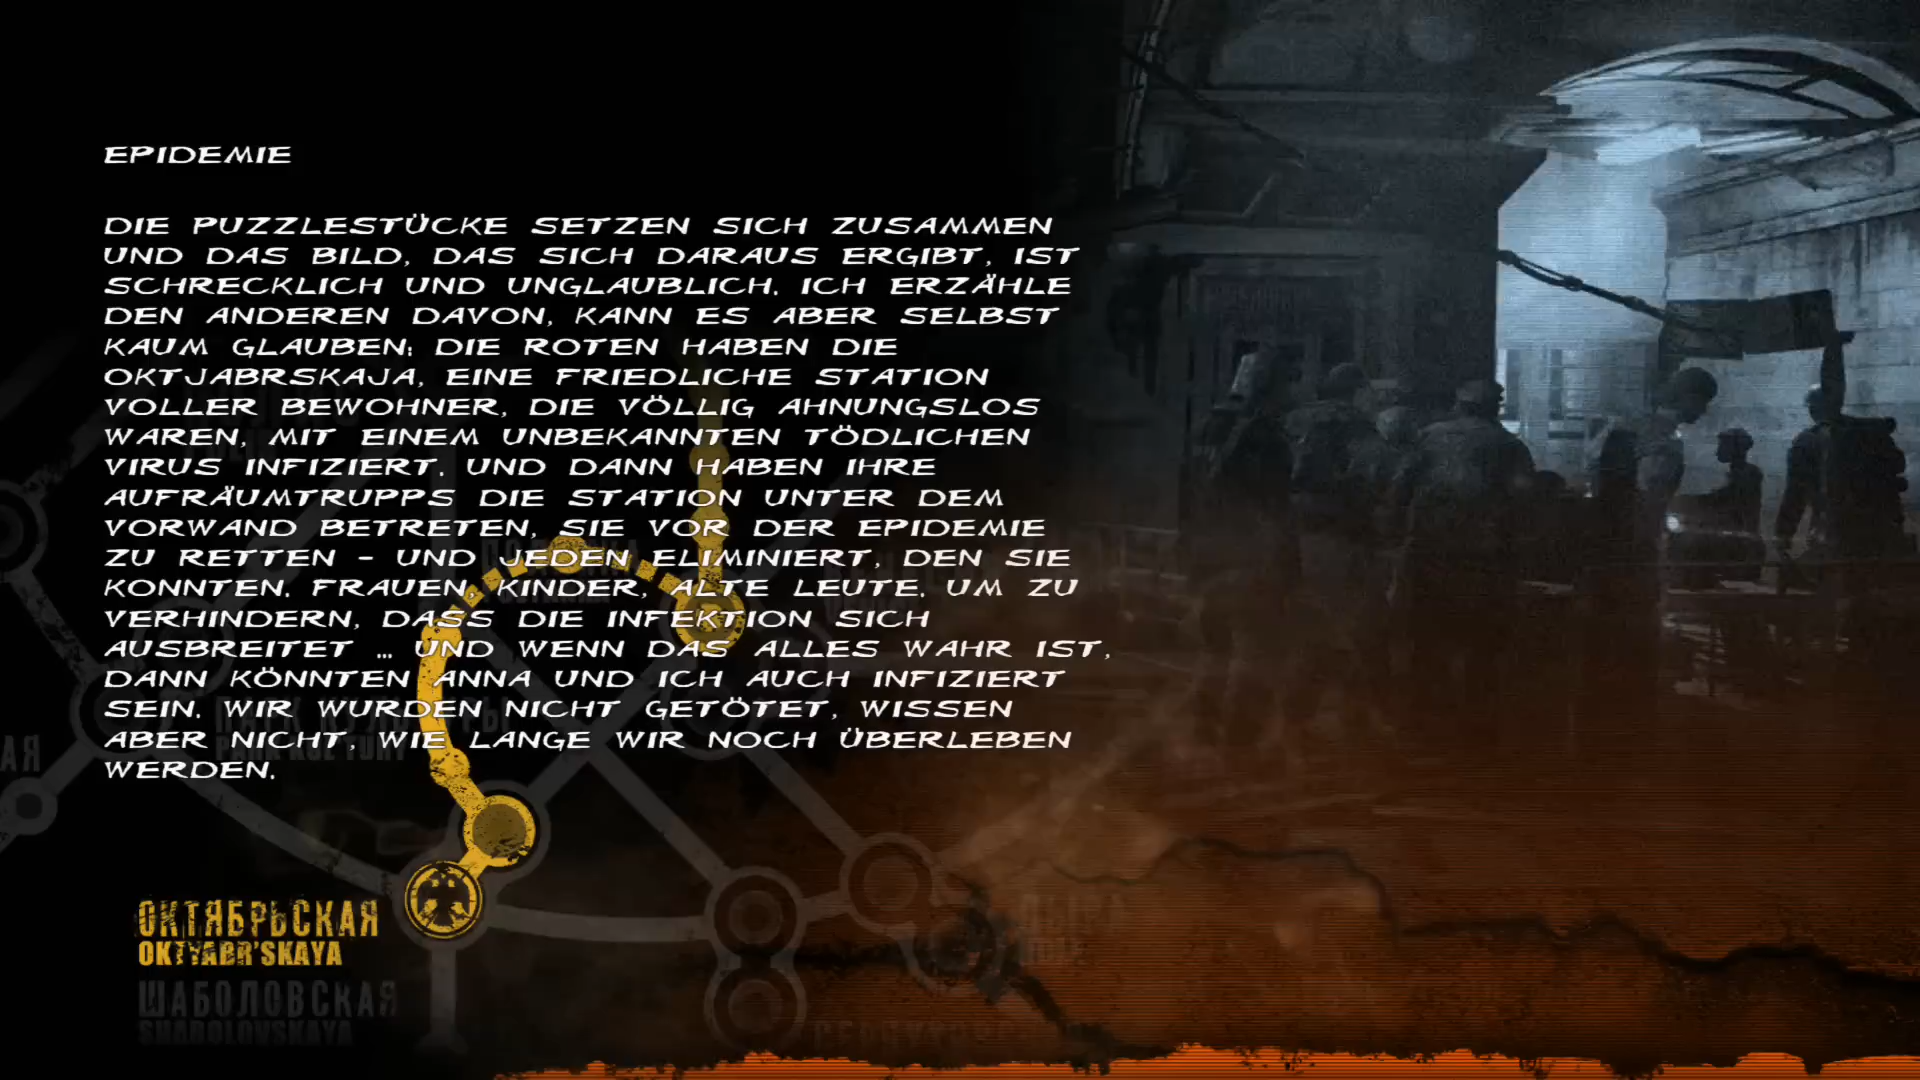 EPIDEMIE
DIE PUZZLESTÜCKE SETZEN SICH ZUSAMMEN
UND DAS BILD, DAS SICH DARAUS ERGIBT, IST
SCHRECKLICH UND UNGLAUBLICH. ICH ERZÄHLE
DEN ANDEREN DAVON, KANN ES ABER SELBST
KAUM GLAUBEN: DIE ROTEN HABEN DIE
OKTJABRSKAJA, EINE FRIEDLICHE STATION
VOLLER BEWOHNER, DIE VÖLLIG AHNUNGSLOS
WAREN, MIT EINEM UNBEKANNTEN TÖDLICHEN
VIRUS INFIZIERT. UND DANN HABEN IHRE
AUFRÄUMTRUPPS DIE STATION UNTER DEM
VORWAND BETRETEN, SIE VOR DER EPIDEMIE
ZU RETTEN - UND JEDEN ELIMINIERT, DEN SIE
KONNTEN. FRAUEN, KINDER, ALTE LEUTE. UM ZU
VERHINDERN, DASS DIE INFEKTION SICH
AUSBREITET ... UND WENN DAS ALLES WAHR IST,
DANN KÖNNTEN ANNA UND ICH AUCH INFIZIERT
SEIN. WIR WURDEN NICHT GETÖTET, WISSEN
ABER NICHT, WIE LANGE WIR NOCH ÜBERLEBEN
WERDEN.
ОКТЯБРЬСКАЯ
OKTYABR'SKAYA
ШАБОЛОВСКАЯ
SHABOLOVSKAYA